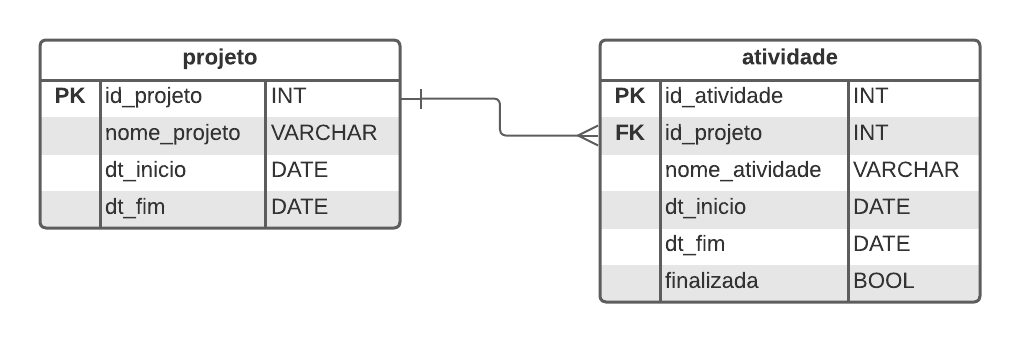 projeto
PK id_projeto INT
nome_projeto VARCHAR
dt_inicio DATE
dt_fim DATE
atividade
PK id_atividade INT
FK id_projeto INT
nome_atividade VARCHAR
dt_inicio DATE
dt_fim DATE
finalizada BOOL